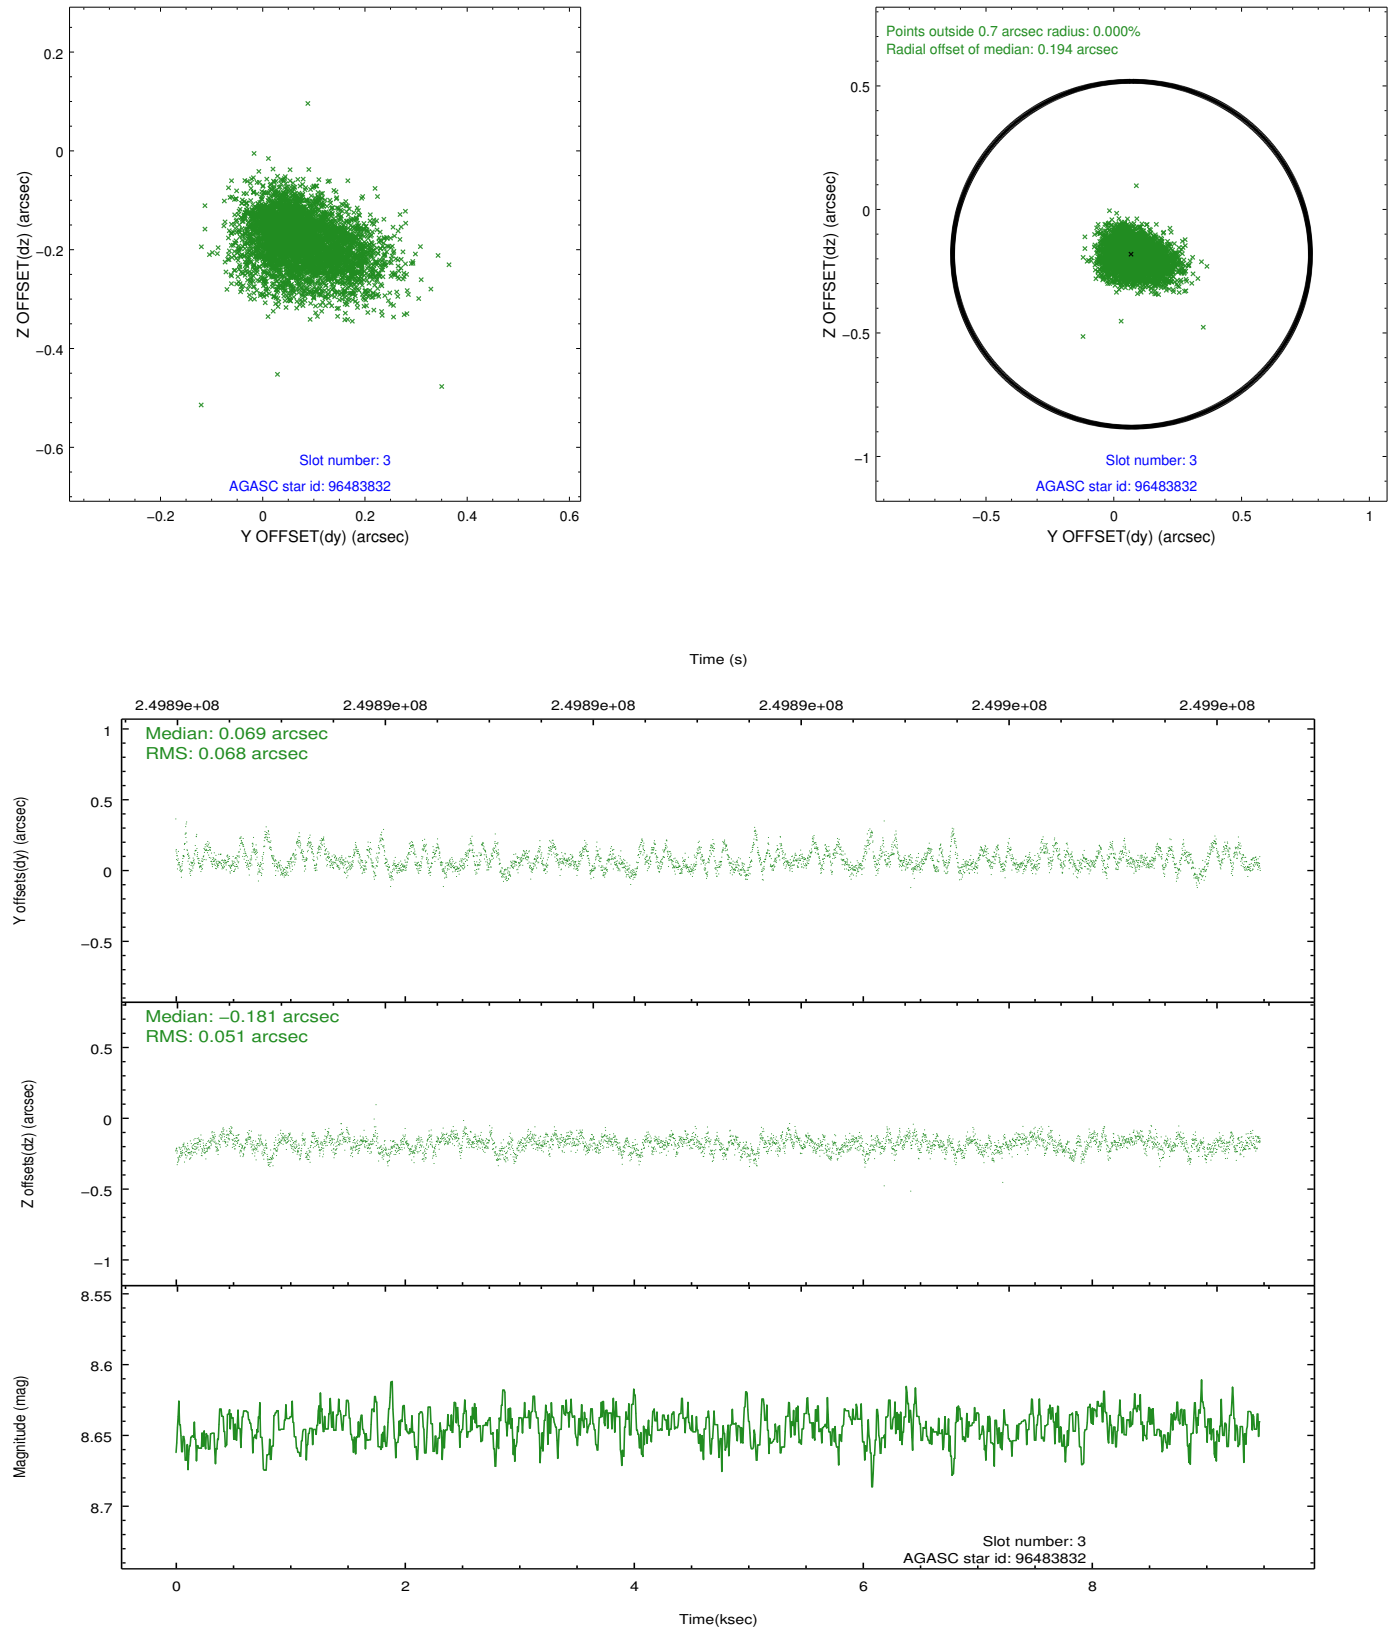 0.2
0
−0.2
−0.4
−0.6
Z OFFSET(dz) (arcsec)
Slot number: 3
AGASC star id: 96483832
−0.2
0
0.2
0.4
0.6
Y OFFSET(dy) (arcsec)
Points outside 0.7 arcsec radius: 0.000%
Radial offset of median: 0.194 arcsec
0.5
0
−0.5
−1
Z OFFSET(dz) (arcsec)
Slot number: 3
AGASC star id: 96483832
−0.5
0
0.5
1
Y OFFSET(dy) (arcsec)
Time (s)
2.4989e+08
2.4989e+08
2.4989e+08
2.4989e+08
2.499e+08
2.499e+08
Median: 0.069 arcsec
RMS: 0.068 arcsec
1
0.5
0
−0.5
Y offsets(dy) (arcsec)
Median: −0.181 arcsec
RMS: 0.051 arcsec
0.5
0
−0.5
−1
Z offsets(dz) (arcsec)
8.55
8.6
8.65
8.7
Magnitude (mag)
Slot number: 3
AGASC star id: 96483832
0
2
4
6
8
Time(ksec)